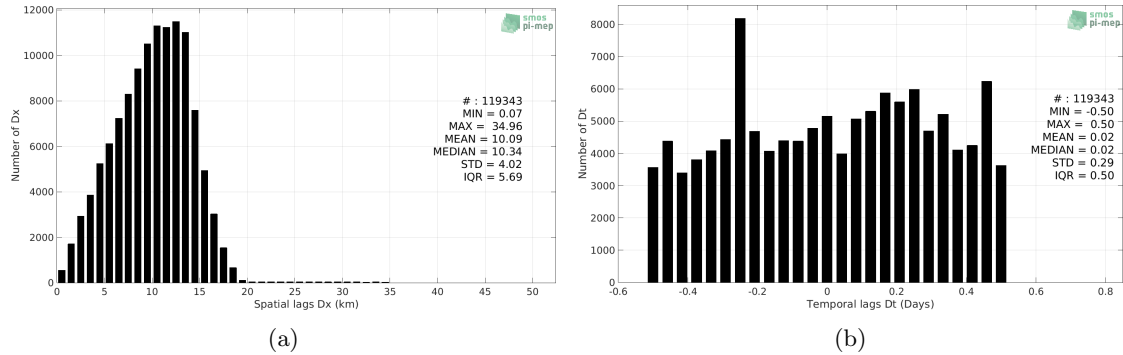 12000
10000
8000
6000
4000
2000
0
Number of Dx
smos
pi-mep
# : 119343
MIN = 0.07
MAX = 34.96
MEAN = 10.09
MEDIAN = 10.34
STD = 4.02
IQR = 5.69
0 5 10 15 20 25 30 35 40 45 50
Spatial lags Dx (km)
(a)
8000
7000
6000
5000
4000
3000
2000
1000
0
Number of Dt
smos
pi-mep
# : 119343
MIN = -0.50
MAX = 0.50
MEAN = 0.02
MEDIAN = 0.02
STD = 0.29
IQR = 0.50
-0.6 -0.4 -0.2 0 0.2 0.4 0.6 0.8
Temporal lags Dt (Days)
(b)